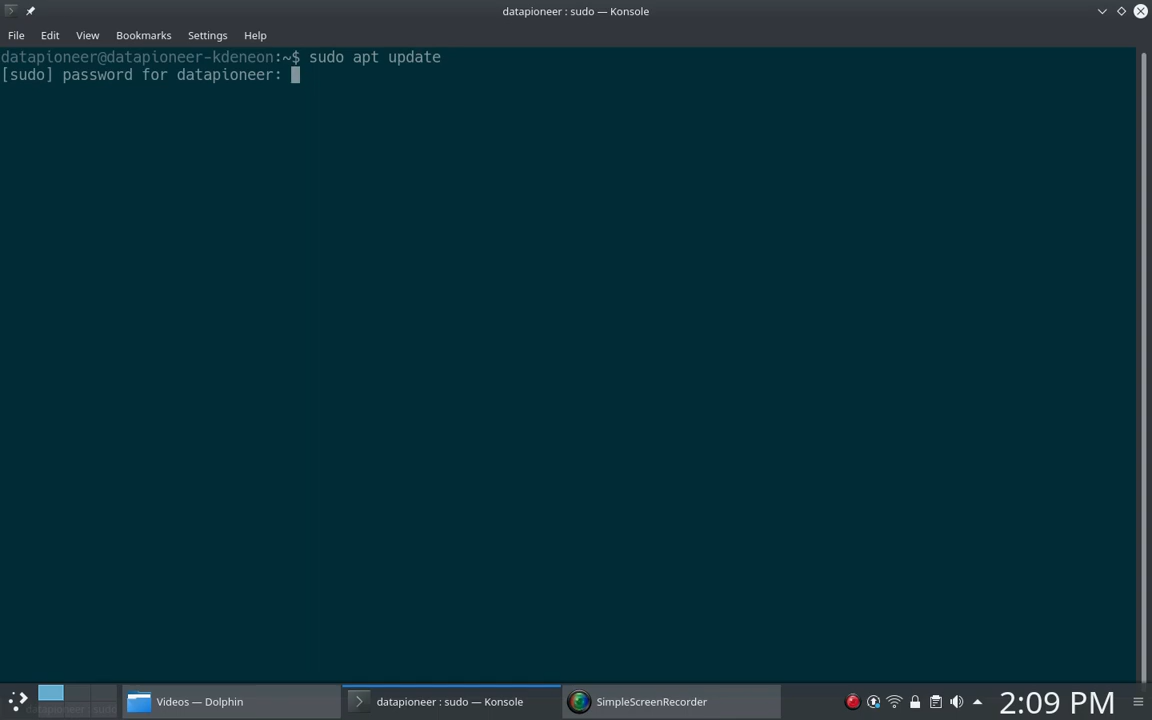 datapioneer : sudo — Konsole
File Edit View Bookmarks Settings Help
datapioneer@datapioneer-kdeneon:~$ sudo apt update
[sudo] password for datapioneer:
Videos — Dolphin
datapioneer : sudo — Konsole
SimpleScreenRecorder
2:09 PM